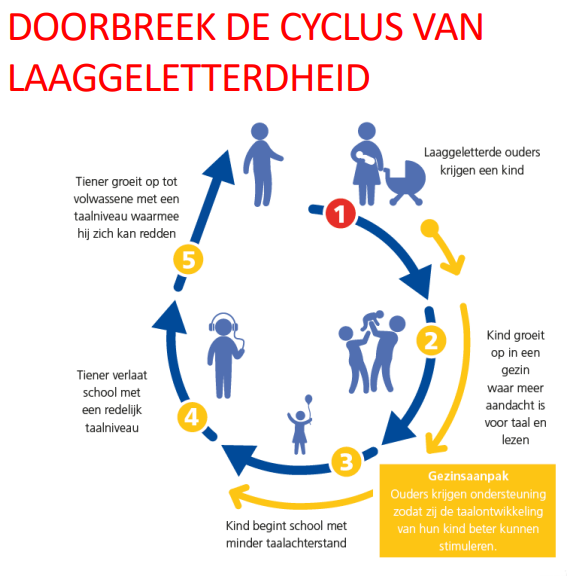 DOORBREEK DE CYCLUS VAN
LAAGGELETTERDHEID
Laaggeletterde ouders
krijgen een kind
1
2
Kind groeit
op in een
gezin
waar meer
aandacht is
voor taal en
lezen
Gezinsaanpak
Ouders krijgen ondersteuning
zodat zij de taalontwikkeling
van hun kind beter kunnen
stimuleren.
3
Kind begint school met
minder taalachterstand
4
Tiener verlaat
school met
een redelijk
taalniveau
5
Tiener groeit op tot
volwassene met een
taalniveau waarmee
hij zich kan redden